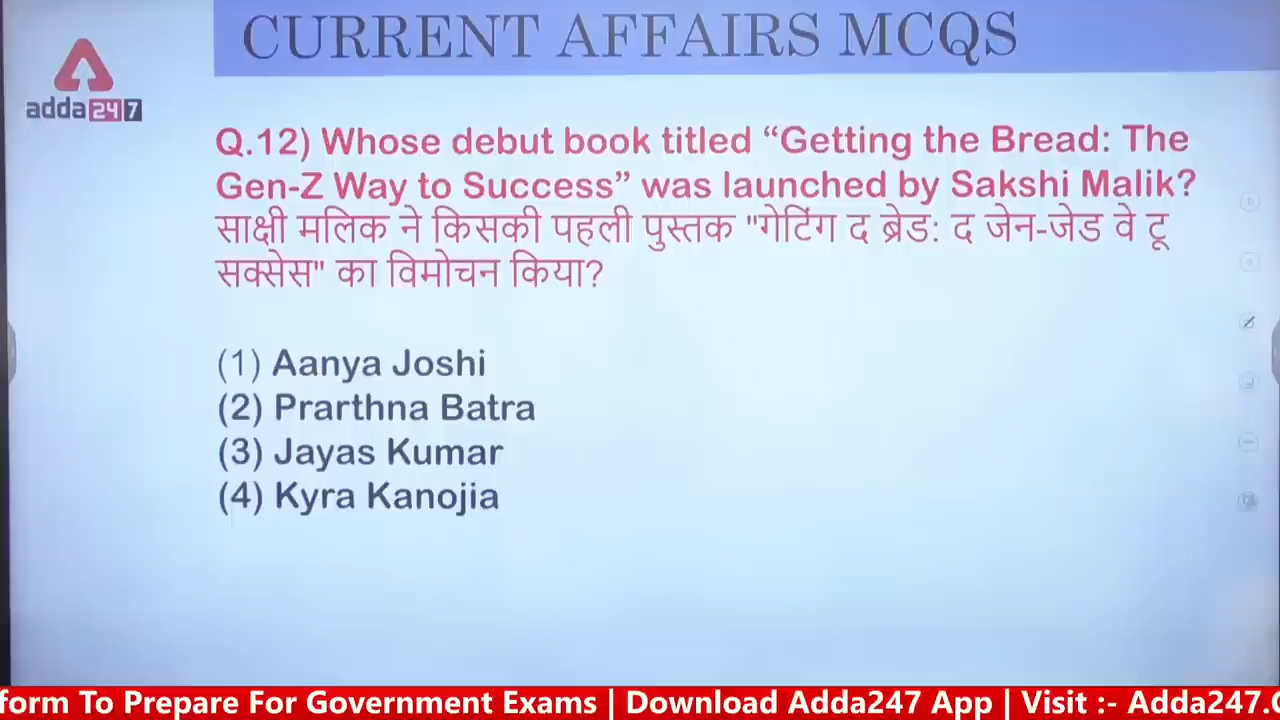 CURRENT AFFAIRS MCQS
adda247
Q.12) Whose debut book titled “Getting the Bread: The
Gen-Z Way to Success” was launched by Sakshi Malik?
साक्षी मलिक ने किसकी पहली पुस्तक "गेटिंग द ब्रेड: द जेन-जेड वे टू
सक्सेस" का विमोचन किया?
(1) Aanya Joshi
(2) Prarthna Batra
(3) Jayas Kumar
(4) Kyra Kanojia
form To Prepare For Government Exams | Download Adda247 App | Visit :- Adda247.